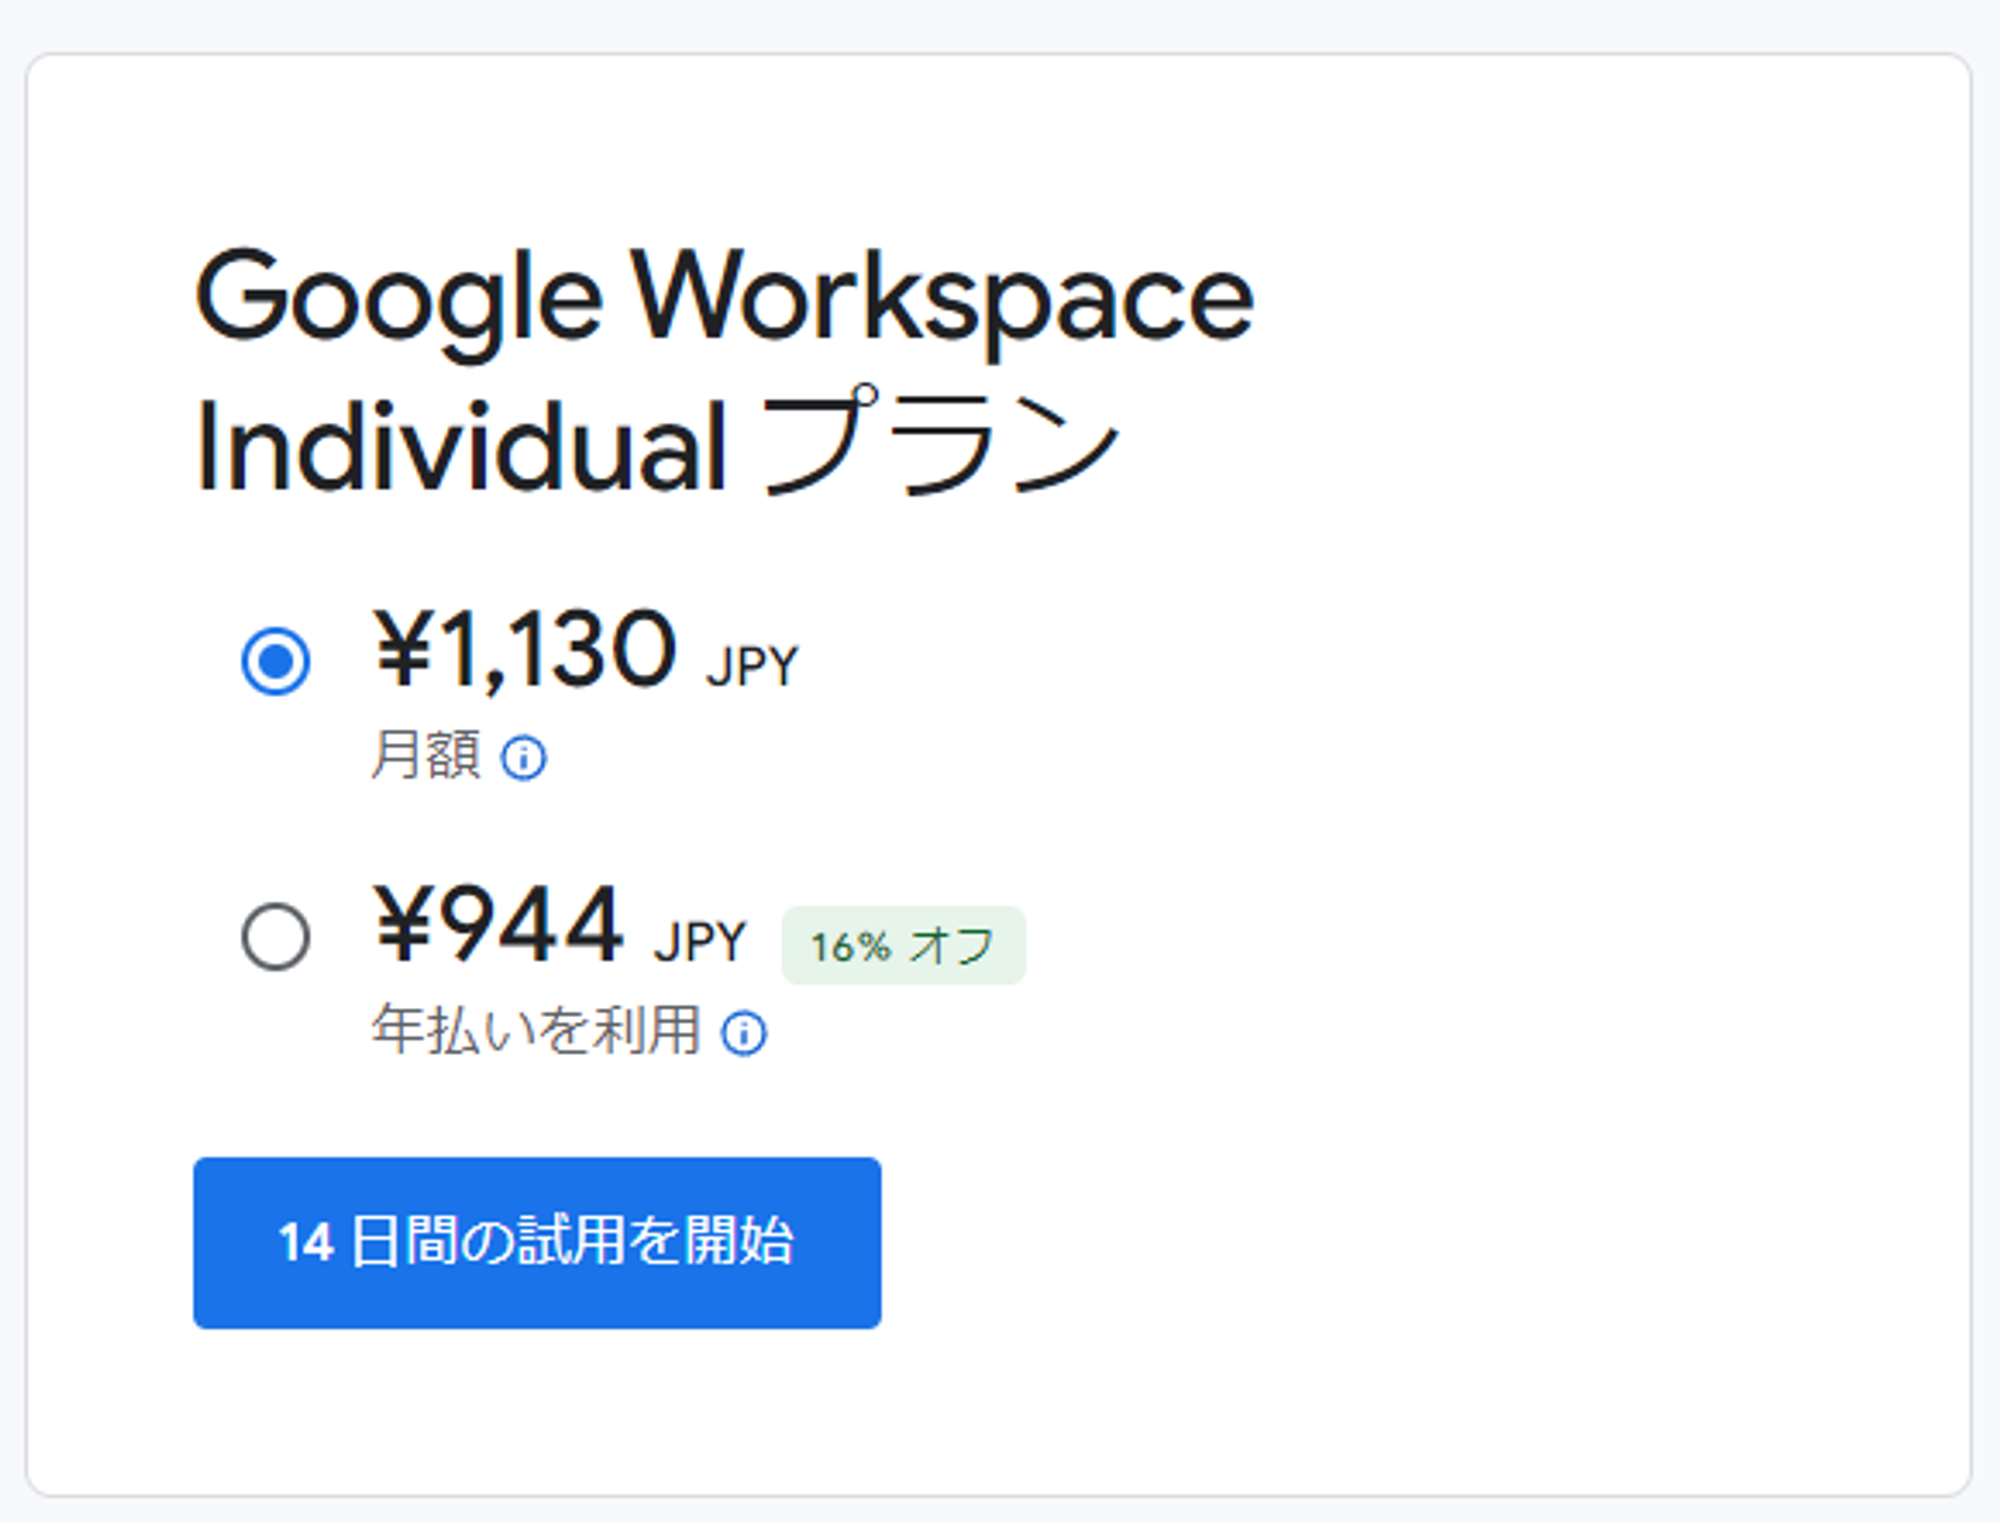 Google Workspace
Individual プラン
¥1,130 JPY
月額
¥944 JPY 16% オフ
年払いを利用
14 日間の試用を開始